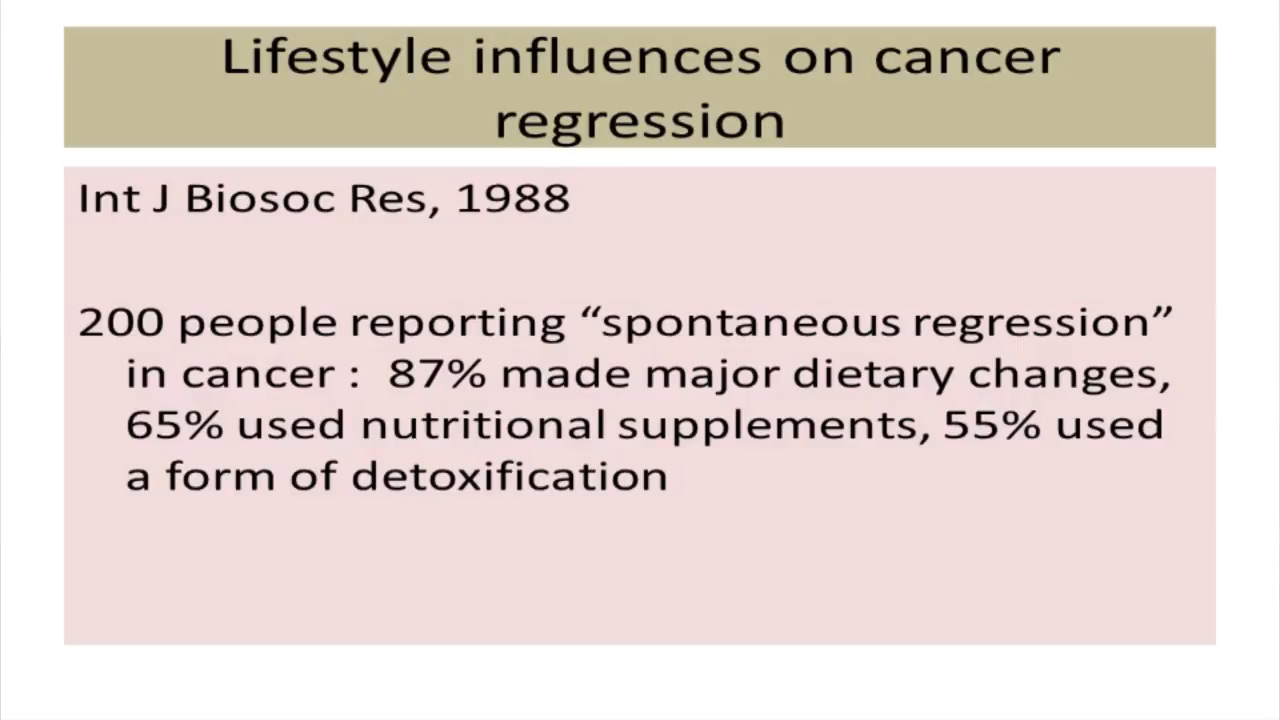 Lifestyle influences on cancer
regression
Int J Biosoc Res, 1988
200 people reporting “spontaneous regression”
in cancer :  87% made major dietary changes,
65% used nutritional supplements, 55% used
a form of detoxification